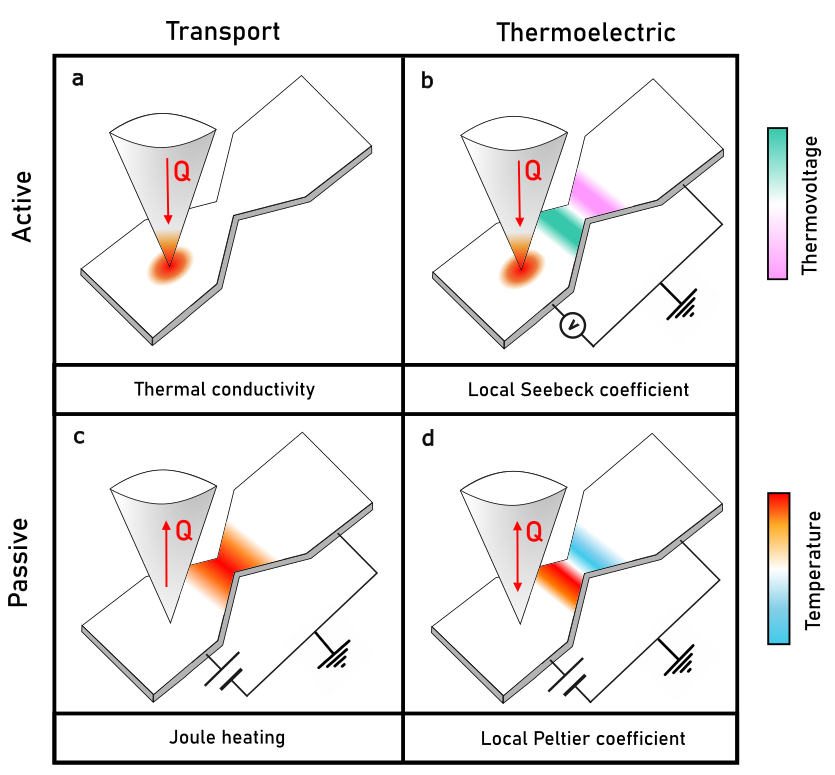 Transport
Thermoelectric
Active
a
Q
b
Q
V
Thermovoltage
Thermal conductivity
Local Seebeck coefficient
Passive
c
Q
d
Q
Temperature
Joule heating
Local Peltier coefficient